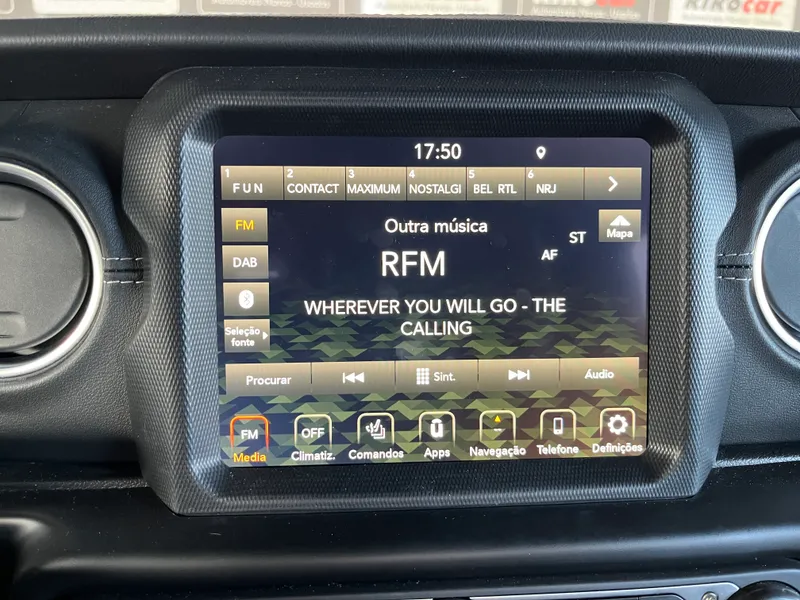 RIKOcar
17:50
1 2 3 4 5 6
FUN CONTACT MAXIMUM NOSTALGI BEL RTL NRJ
FM
Outra música
Mapa
ST
DAB
RFM
AF
WHEREVER YOU WILL GO - THE
CALLING
Seleção
fonte
Procurar Sint. Áudio
FM OFF
Media Climatiz. Comandos Apps Navegação Telefone Definições